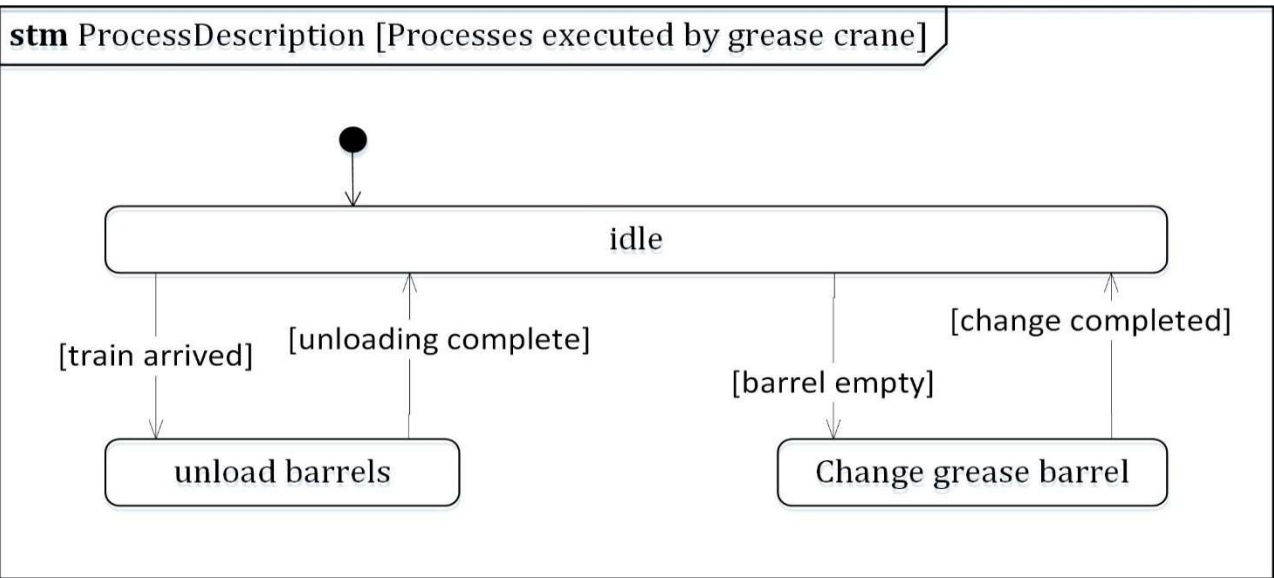 stm ProcessDescription [Processes executed by grease crane]
idle
[train arrived]
[unloading complete]
[barrel empty]
[change completed]
unload barrels
Change grease barrel